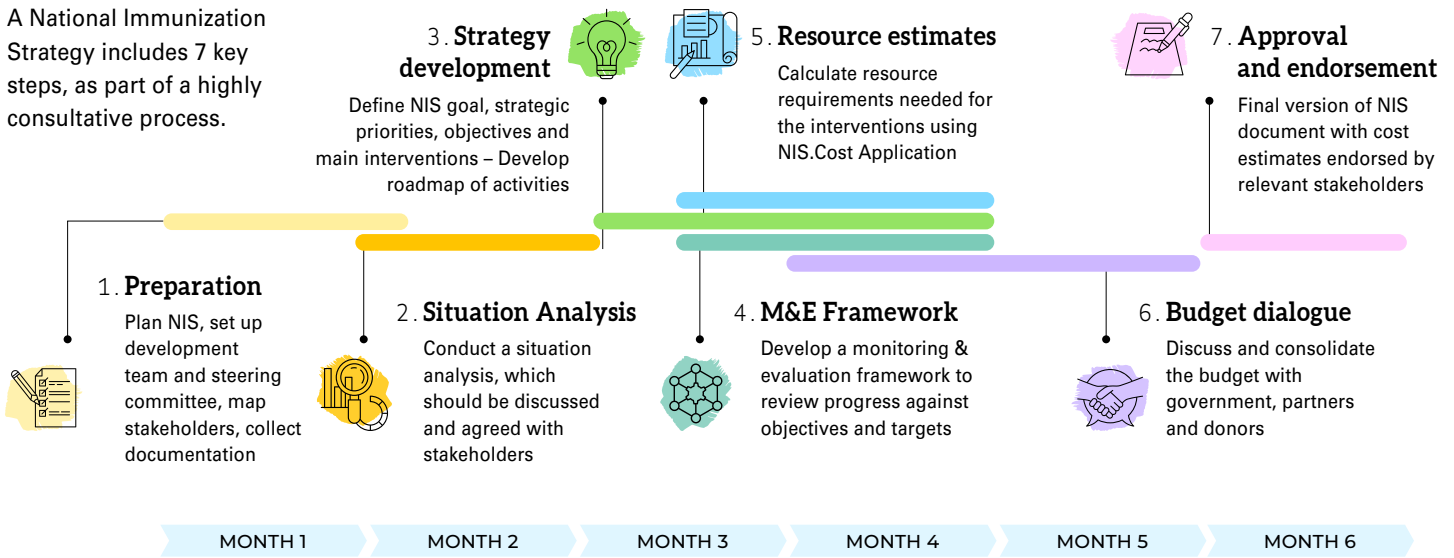 A National Immunization
Strategy includes 7 key
steps, as part of a highly
consultative process.
3. Strategy
development
Define NIS goal, strategic
priorities, objectives and
main interventions – Develop
roadmap of activities
5. Resource estimates
Calculate resource
requirements needed for
the interventions using
NIS.Cost Application
7. Approval
and endorsement
Final version of NIS
document with cost
estimates endorsed by
relevant stakeholders
1. Preparation
Plan NIS, set up
development
team and steering
committee, map
stakeholders, collect
documentation
2. Situation Analysis
Conduct a situation
analysis, which
should be discussed
and agreed with
stakeholders
4. M&E Framework
Develop a monitoring &
evaluation framework to
review progress against
objectives and targets
6. Budget dialogue
Discuss and consolidate
the budget with
government, partners
and donors
MONTH 1
MONTH 2
MONTH 3
MONTH 4
MONTH 5
MONTH 6